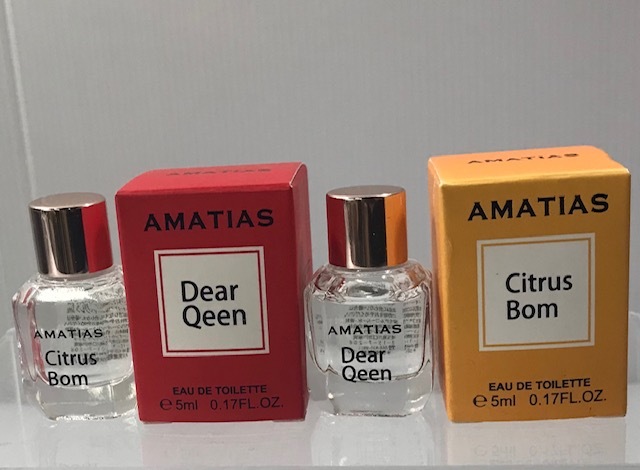 AMATIAS
Citrus
Bom
AMATIAS
AMATIAS
Dear
Qeen
EAU DE TOILETTE
℮ 5ml 0.17FL.OZ.
AMATIAS
Dear
Qeen
AMATIAS
AMATIAS
Citrus
Bom
EAU DE TOILETTE
℮ 5ml 0.17FL.OZ.